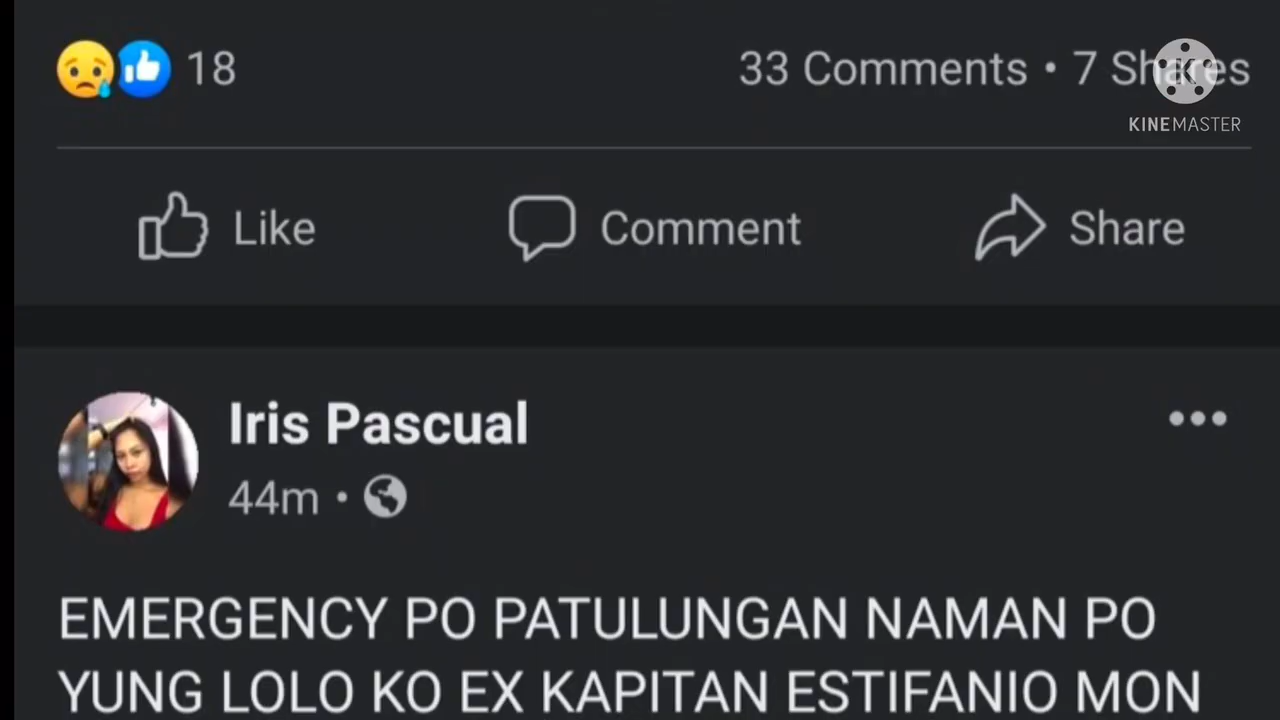 18
33 Comments • 7 Shares
KINEMASTER
Like
Comment
Share
Iris Pascual
44m •
EMERGENCY PO PATULUNGAN NAMAN PO
YUNG LOLO KO EX KAPITAN ESTIFANIO MON